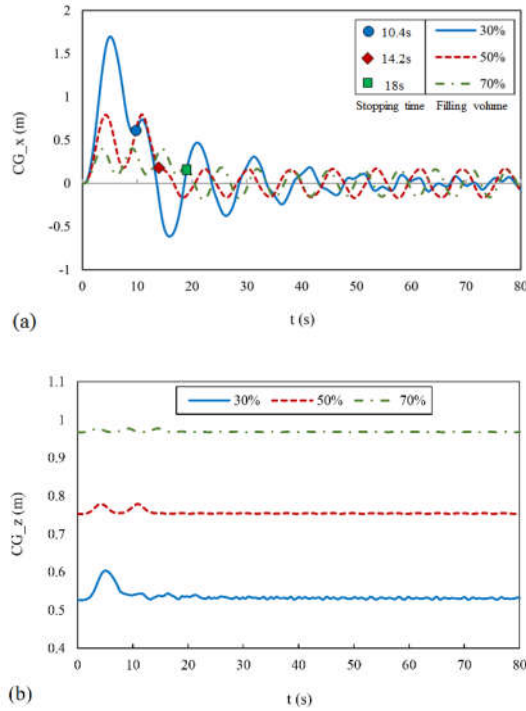 2
1.5
1
0.5
0
-0.5
-1
CG_x (m)
10.4s
14.2s
18s
30%
50%
70%
Stopping time Filling volume
0 10 20 30 40 50 60 70 80
t (s)
(a)
1.1
1
0.9
0.8
0.7
0.6
0.5
0.4
CG_z (m)
30% 50% 70%
0 10 20 30 40 50 60 70 80
t (s)
(b)